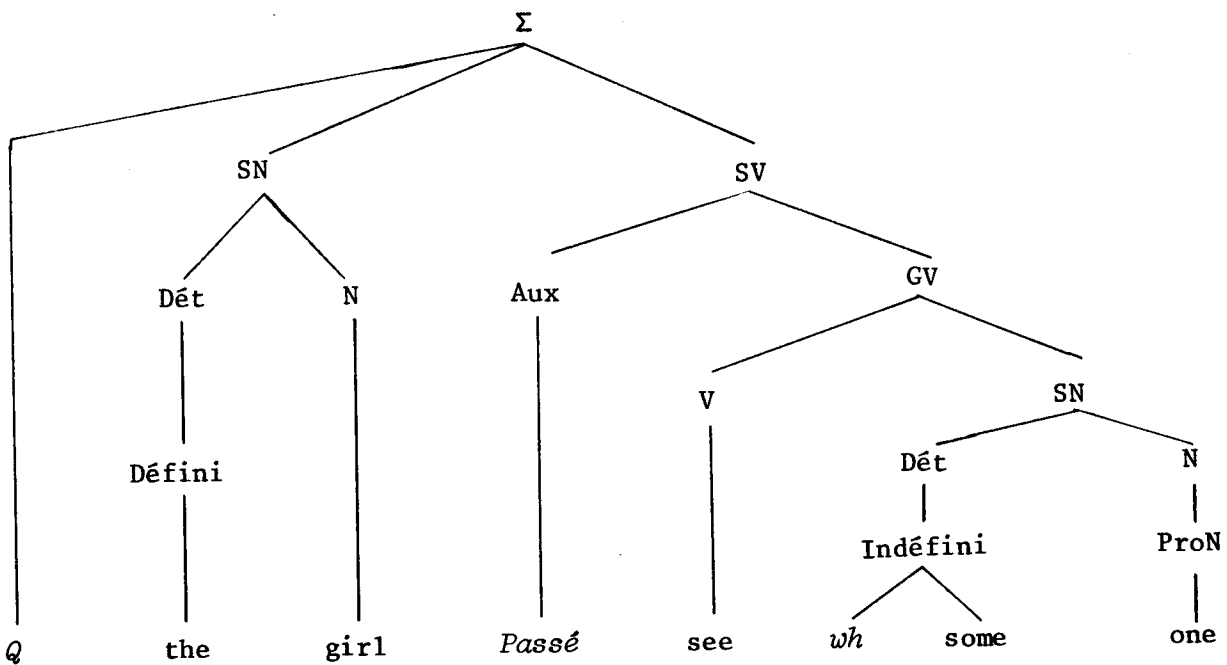 Σ
SN SV
Dét N Aux GV
V SN
Défini Dét N
Indéfini ProN
Q the girl Passé see wh some one